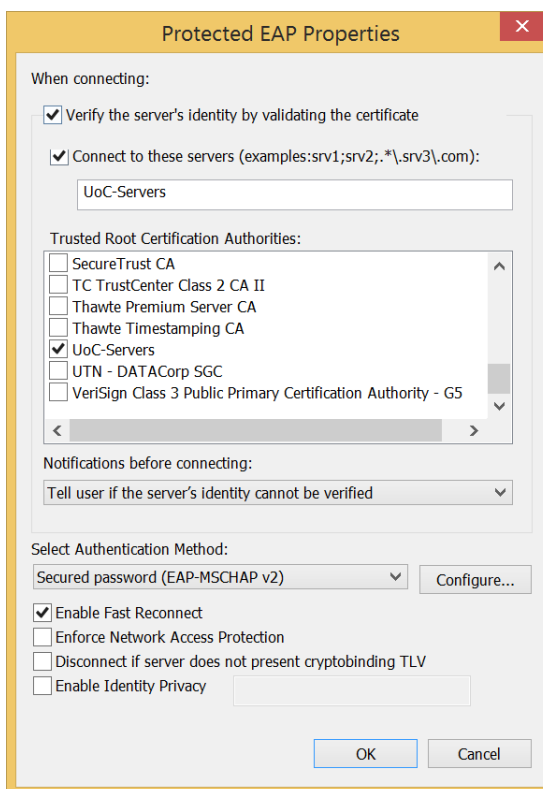 Protected EAP Properties
When connecting:
Verify the server's identity by validating the certificate
Connect to these servers (examples:srv1;srv2;.*\.srv3\.com):
UoC-Servers
Trusted Root Certification Authorities:
SecureTrust CA
TC TrustCenter Class 2 CA II
Thawte Premium Server CA
Thawte Timestamping CA
UoC-Servers
UTN - DATACorp SGC
VeriSign Class 3 Public Primary Certification Authority - G5
Notifications before connecting:
Tell user if the server’s identity cannot be verified
Select Authentication Method:
Secured password (EAP-MSCHAP v2)
Configure...
Enable Fast Reconnect
Enforce Network Access Protection
Disconnect if server does not present cryptobinding TLV
Enable Identity Privacy
OK
Cancel